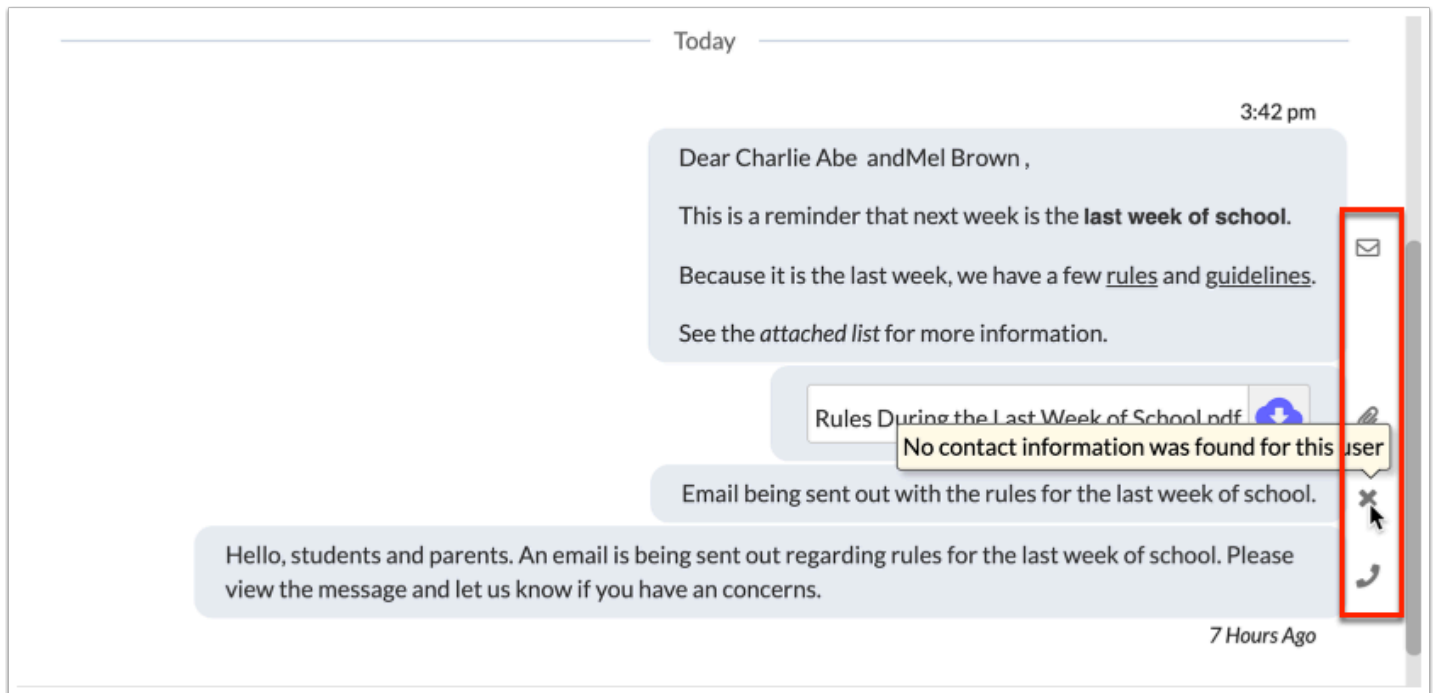 Today
3:42 pm
Dear Charlie Abe  andMel Brown ,
This is a reminder that next week is the last week of school.
Because it is the last week, we have a few rules and guidelines.
See the attached list for more information.
Rules During the Last Week of School.pdf
No contact information was found for this user
Email being sent out with the rules for the last week of school.
Hello, students and parents. An email is being sent out regarding rules for the last week of school. Please
view the message and let us know if you have an concerns.
7 Hours Ago